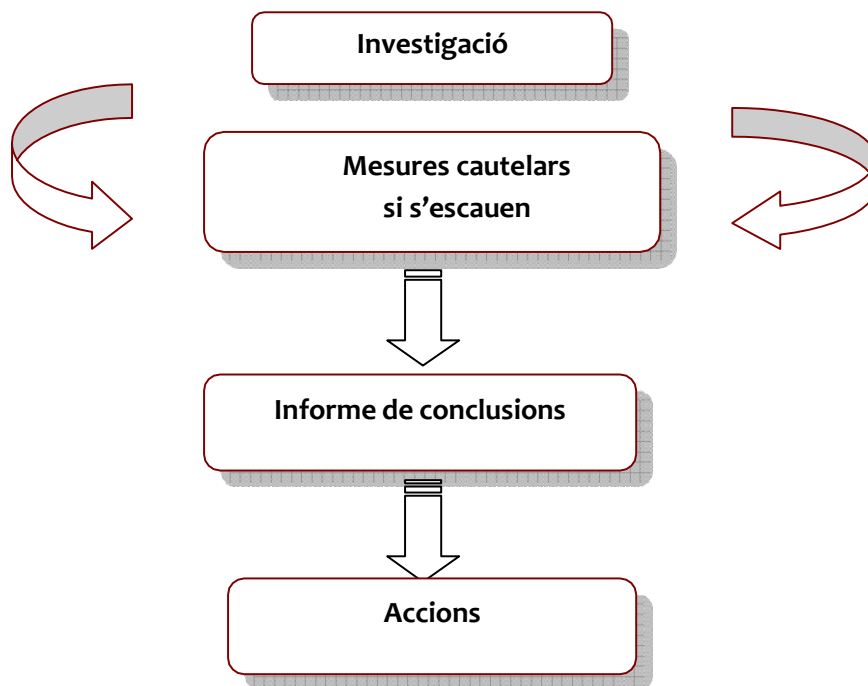 Investigació
Mesures cautelars
si s’escauen
Informe de conclusions
Accions